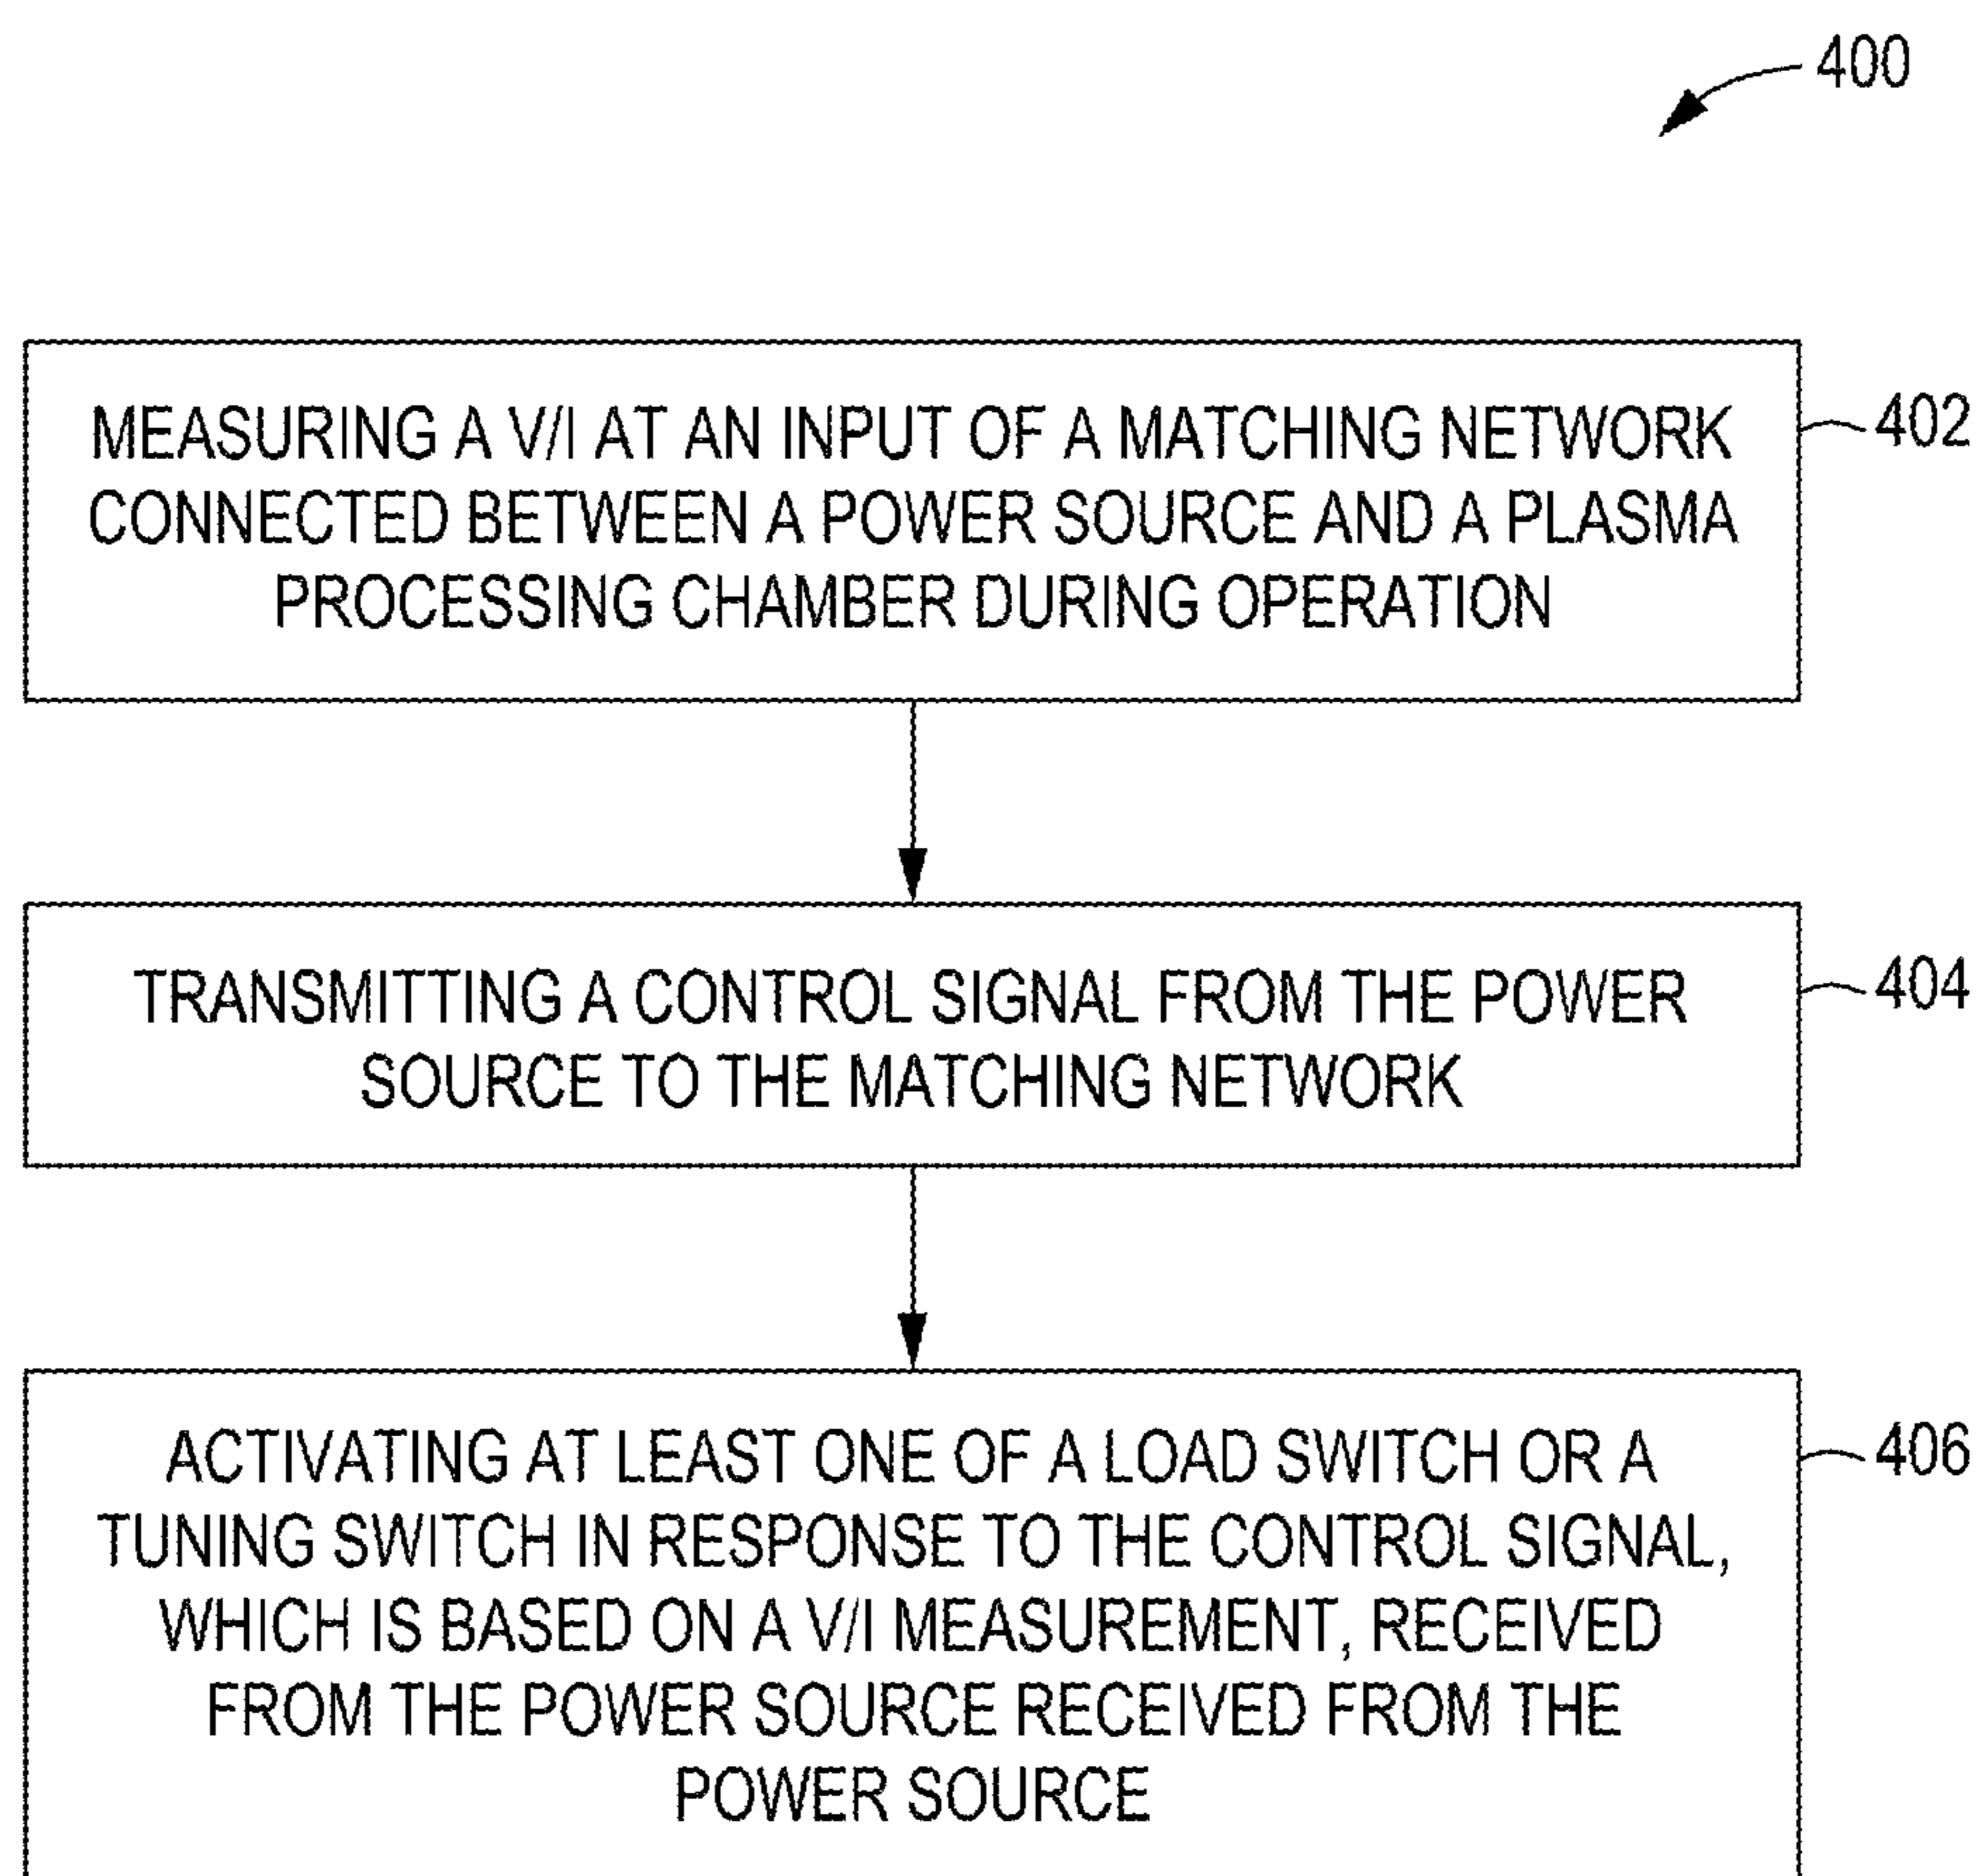 400
MEASURING A V/I AT AN INPUT OF A MATCHING NETWORK
CONNECTED BETWEEN A POWER SOURCE AND A PLASMA
PROCESSING CHAMBER DURING OPERATION
402
TRANSMITTING A CONTROL SIGNAL FROM THE POWER
SOURCE TO THE MATCHING NETWORK
404
ACTIVATING AT LEAST ONE OF A LOAD SWITCH OR A
TUNING SWITCH IN RESPONSE TO THE CONTROL SIGNAL,
WHICH IS BASED ON A V/I MEASUREMENT, RECEIVED
FROM THE POWER SOURCE RECEIVED FROM THE
POWER SOURCE
406